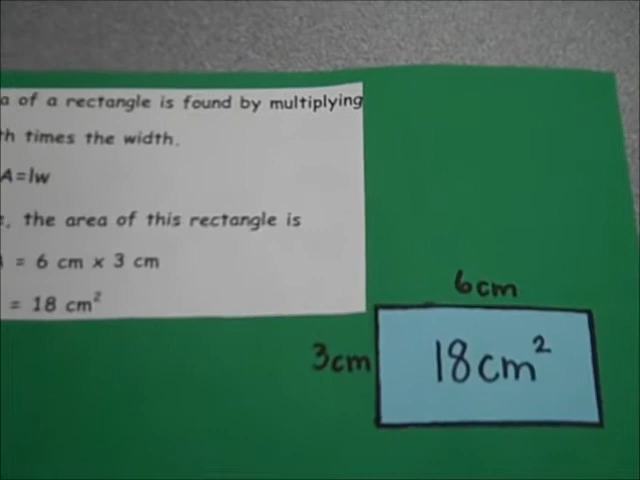 a of a rectangle is found by multiplying
th times the width.
A=lw
, the area of this rectangle is
= 6 cm x 3 cm
= 18 cm²
6cm
3cm
18cm²